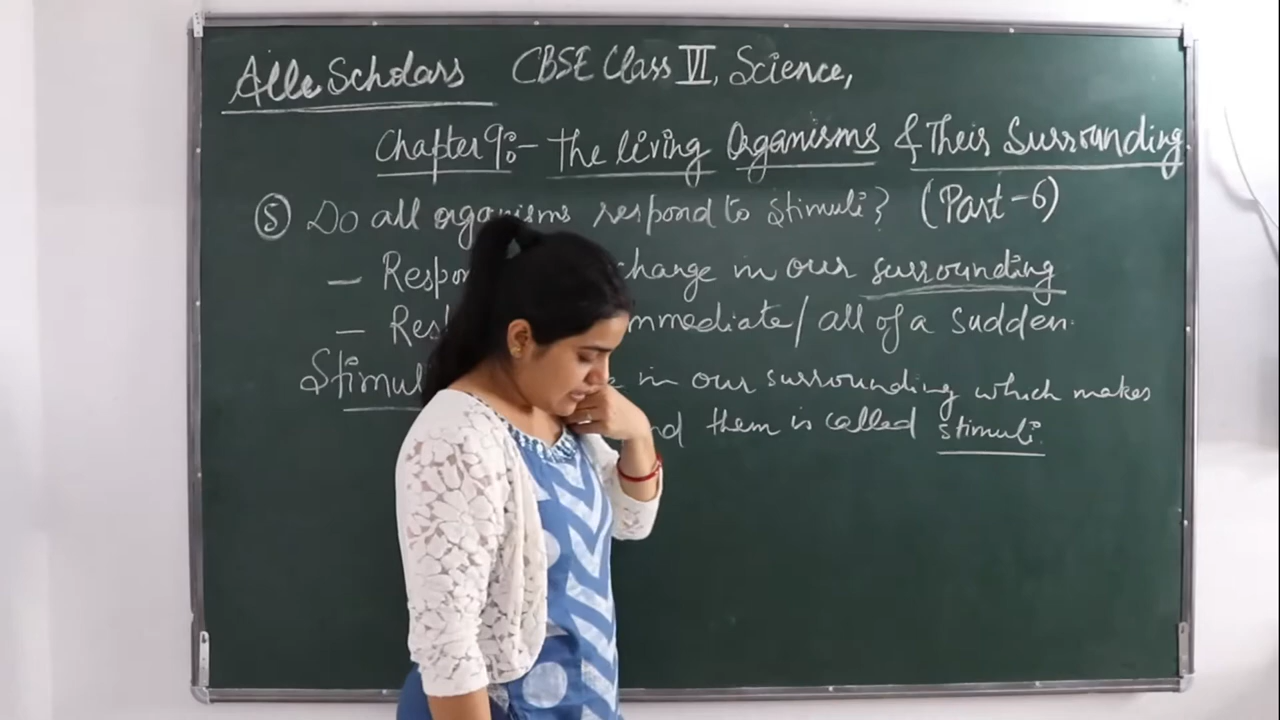 Alle Scholars CBSE Class VI, Science,
Chapter 9:- The living Organisms & Their Surrounding.
⑤ Do all organisms respond to stimuli? (Part-6)
- Respon change in our surrounding
- Res mmediate/ all of a sudden.
Stimul e in our surrounding which makes
nd them is called stimuli.